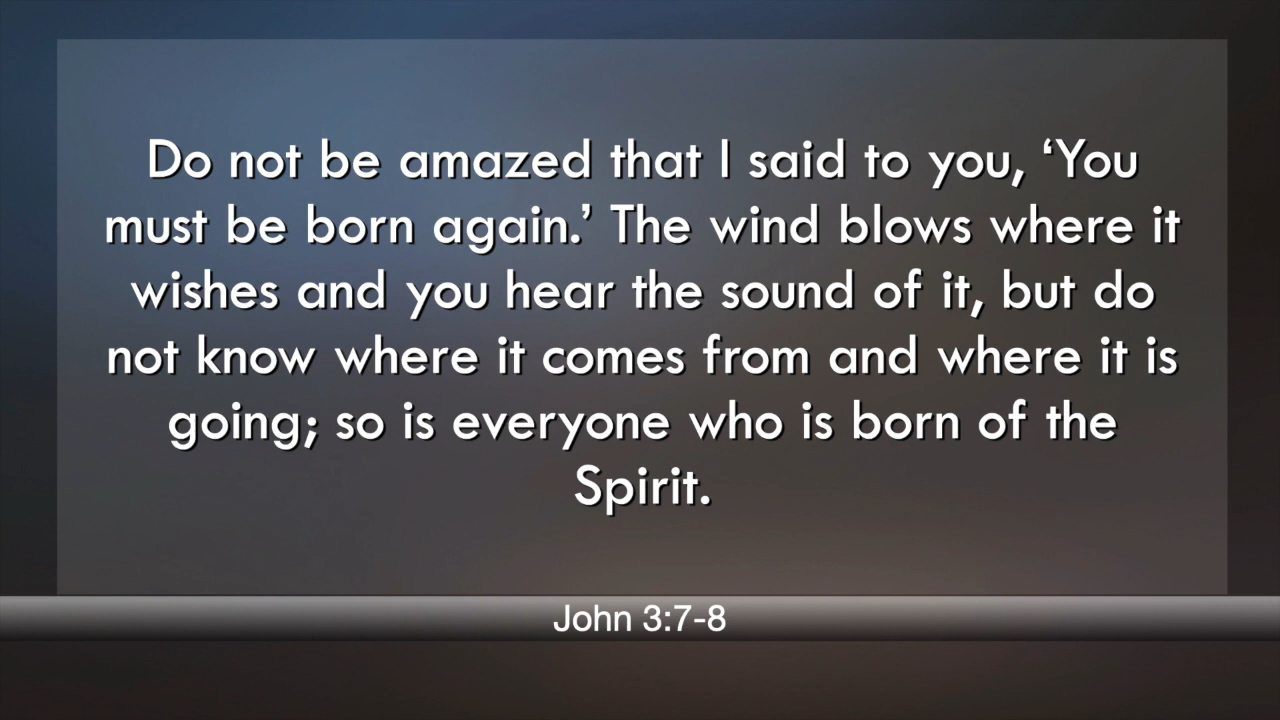 Do not be amazed that I said to you, ‘You
must be born again.’ The wind blows where it
wishes and you hear the sound of it, but do
not know where it comes from and where it is
going; so is everyone who is born of the
Spirit.
John 3:7-8